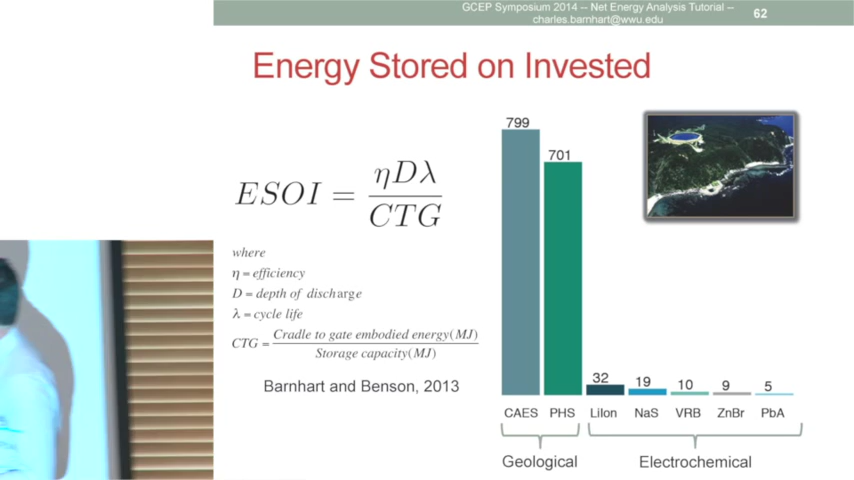 GCEP Symposium 2014 -- Net Energy Analysis Tutorial --
charles.barnhart@wwu.edu
62
Energy Stored on Invested
ESOI = ηDλ / CTG
where
η = efficiency
D = depth of discharge
λ = cycle life
CTG = Cradle to gate embodied energy(MJ) / Storage capacity(MJ)
Barnhart and Benson, 2013
799
701
32
19
10
9
5
CAES PHS LiIon NaS VRB ZnBr PbA
Geological
Electrochemical